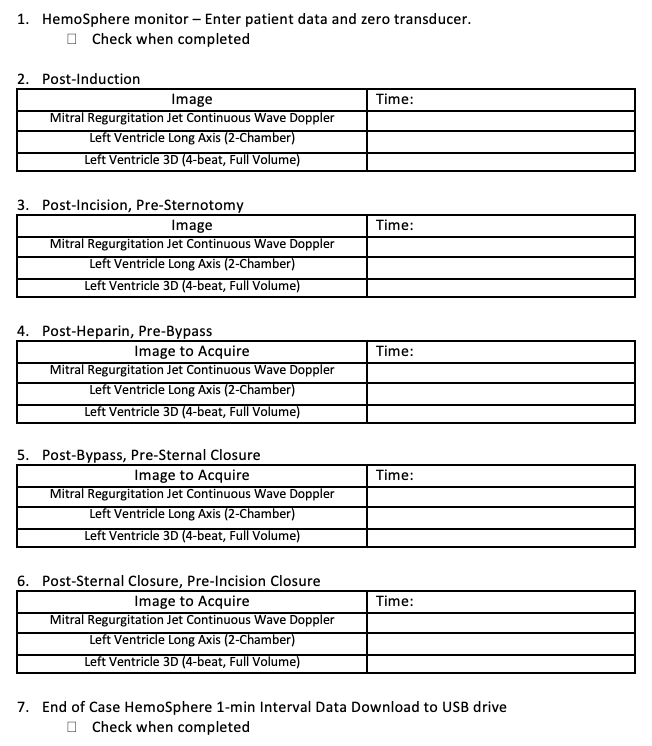 1. HemoSphere monitor – Enter patient data and zero transducer.
☐ Check when completed
2. Post-Induction
Image Time:
Mitral Regurgitation Jet Continuous Wave Doppler
Left Ventricle Long Axis (2-Chamber)
Left Ventricle 3D (4-beat, Full Volume)
3. Post-Incision, Pre-Sternotomy
Image Time:
Mitral Regurgitation Jet Continuous Wave Doppler
Left Ventricle Long Axis (2-Chamber)
Left Ventricle 3D (4-beat, Full Volume)
4. Post-Heparin, Pre-Bypass
Image to Acquire Time:
Mitral Regurgitation Jet Continuous Wave Doppler
Left Ventricle Long Axis (2-Chamber)
Left Ventricle 3D (4-beat, Full Volume)
5. Post-Bypass, Pre-Sternal Closure
Image to Acquire Time:
Mitral Regurgitation Jet Continuous Wave Doppler
Left Ventricle Long Axis (2-Chamber)
Left Ventricle 3D (4-beat, Full Volume)
6. Post-Sternal Closure, Pre-Incision Closure
Image to Acquire Time:
Mitral Regurgitation Jet Continuous Wave Doppler
Left Ventricle Long Axis (2-Chamber)
Left Ventricle 3D (4-beat, Full Volume)
7. End of Case HemoSphere 1-min Interval Data Download to USB drive
☐ Check when completed